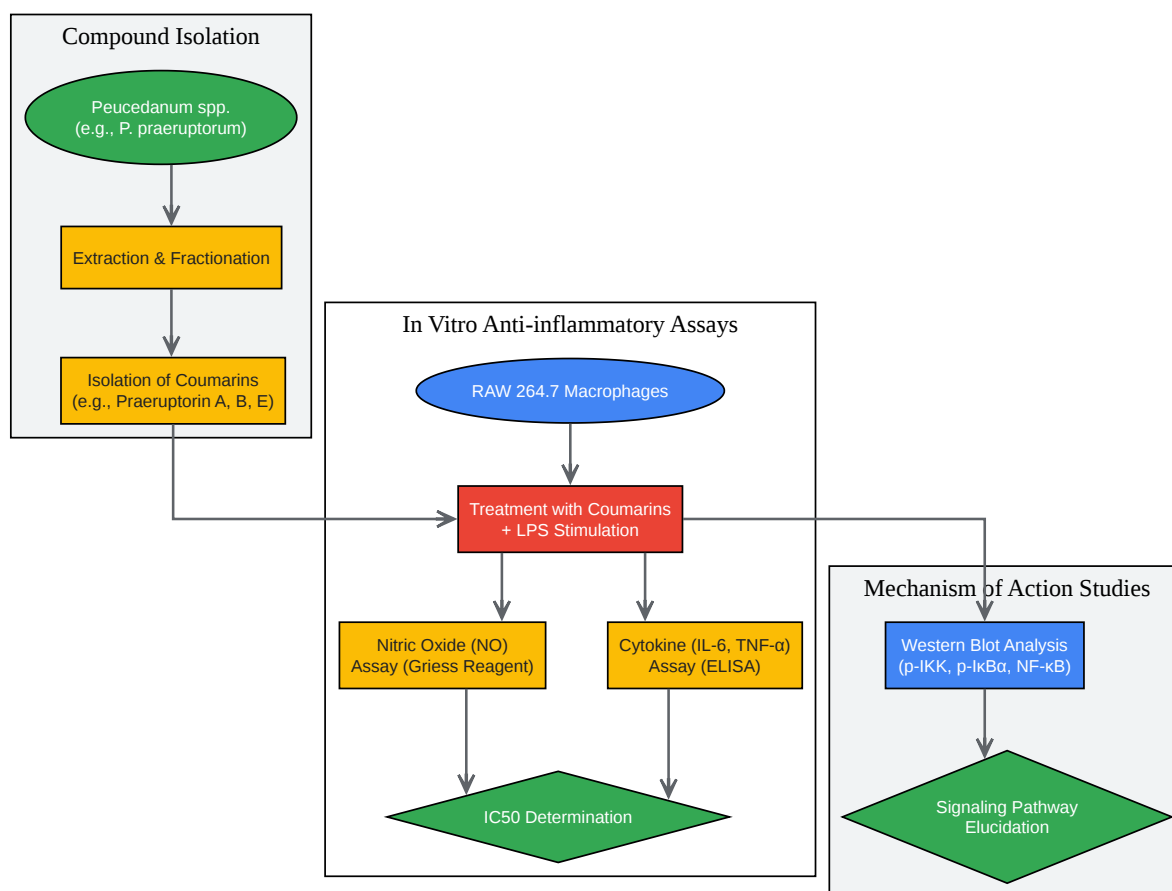 Compound Isolation
Peucedanum spp.
(e.g., P. praeruptorum)
Extraction & Fractionation
Isolation of Coumarins
(e.g., Praeruptorin A, B, E)
In Vitro Anti-inflammatory Assays
RAW 264.7 Macrophages
Treatment with Coumarins
+ LPS Stimulation
Nitric Oxide (NO)
Assay (Griess Reagent)
Cytokine (IL-6, TNF-α)
Assay (ELISA)
IC50 Determination
Mechanism of Action Studies
Western Blot Analysis
(p-IKK, p-IκBα, NF-κB)
Signaling Pathway
Elucidation